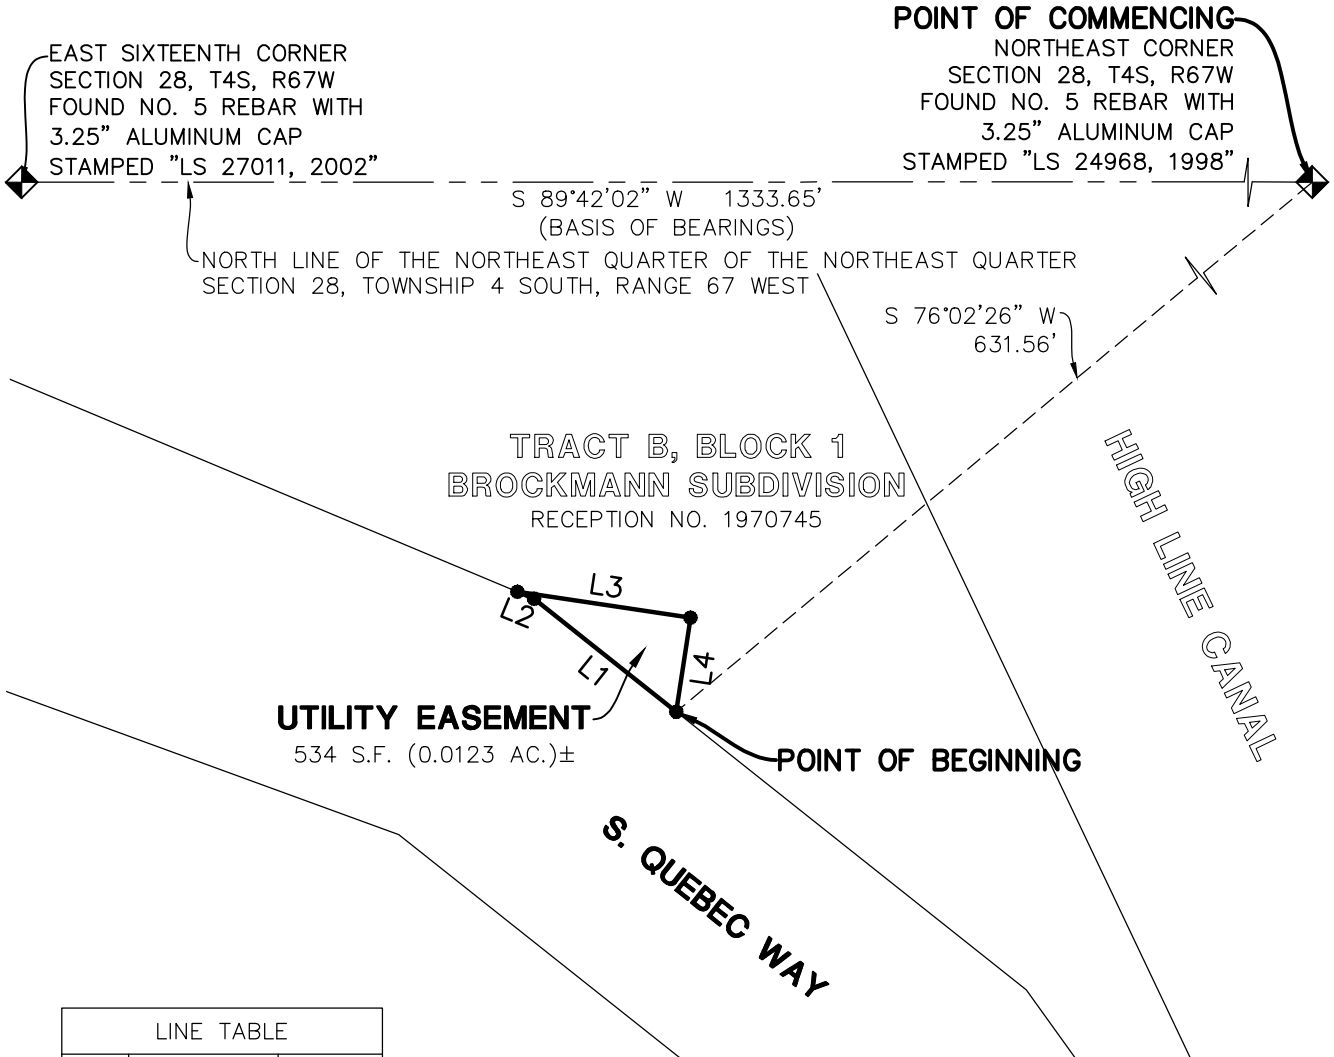 POINT OF COMMENCING
NORTHEAST CORNER
SECTION 28, T4S, R67W
FOUND NO. 5 REBAR WITH
3.25" ALUMINUM CAP
STAMPED "LS 24968, 1998"
EAST SIXTEENTH CORNER
SECTION 28, T4S, R67W
FOUND NO. 5 REBAR WITH
3.25" ALUMINUM CAP
STAMPED "LS 27011, 2002"
S 89°42'02" W 1333.65'
(BASIS OF BEARINGS)
NORTH LINE OF THE NORTHEAST QUARTER OF THE NORTHEAST QUARTER
SECTION 28, TOWNSHIP 4 SOUTH, RANGE 67 WEST
S 76°02'26" W
631.56'
TRACT B, BLOCK 1
BROCKMANN SUBDIVISION
RECEPTION NO. 1970745
HIGH LINE CANAL
L3
L2
L1
L4
UTILITY EASEMENT
534 S.F. (0.0123 AC.)±
POINT OF BEGINNING
S. QUEBEC WAY
LINE TABLE